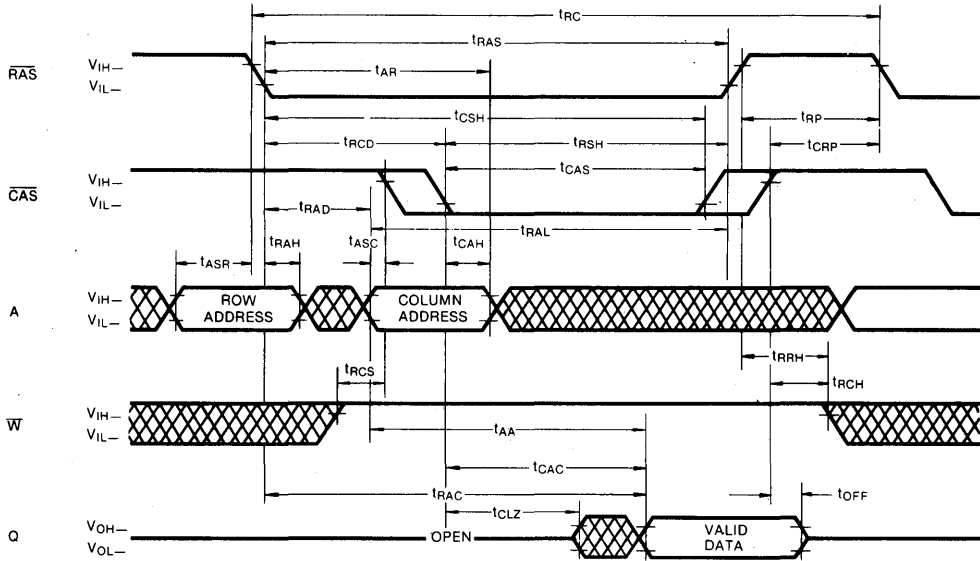 tRC
tRAS
RAS
VIH—
VIL—
tAR
tCSH
tRP
tRCD
tRSH
tCRP
CAS
VIH—
VIL—
tCAS
tRAD
tRAL
tRAH
tASC
tCAH
tASR
A
VIH—
VIL—
ROW
ADDRESS
COLUMN
ADDRESS
tRRH
tRCS
tRCH
W
VIH—
VIL—
tAA
tCAC
tRAC
tOFF
tCLZ
Q
VOH—
VOL—
OPEN
VALID
DATA